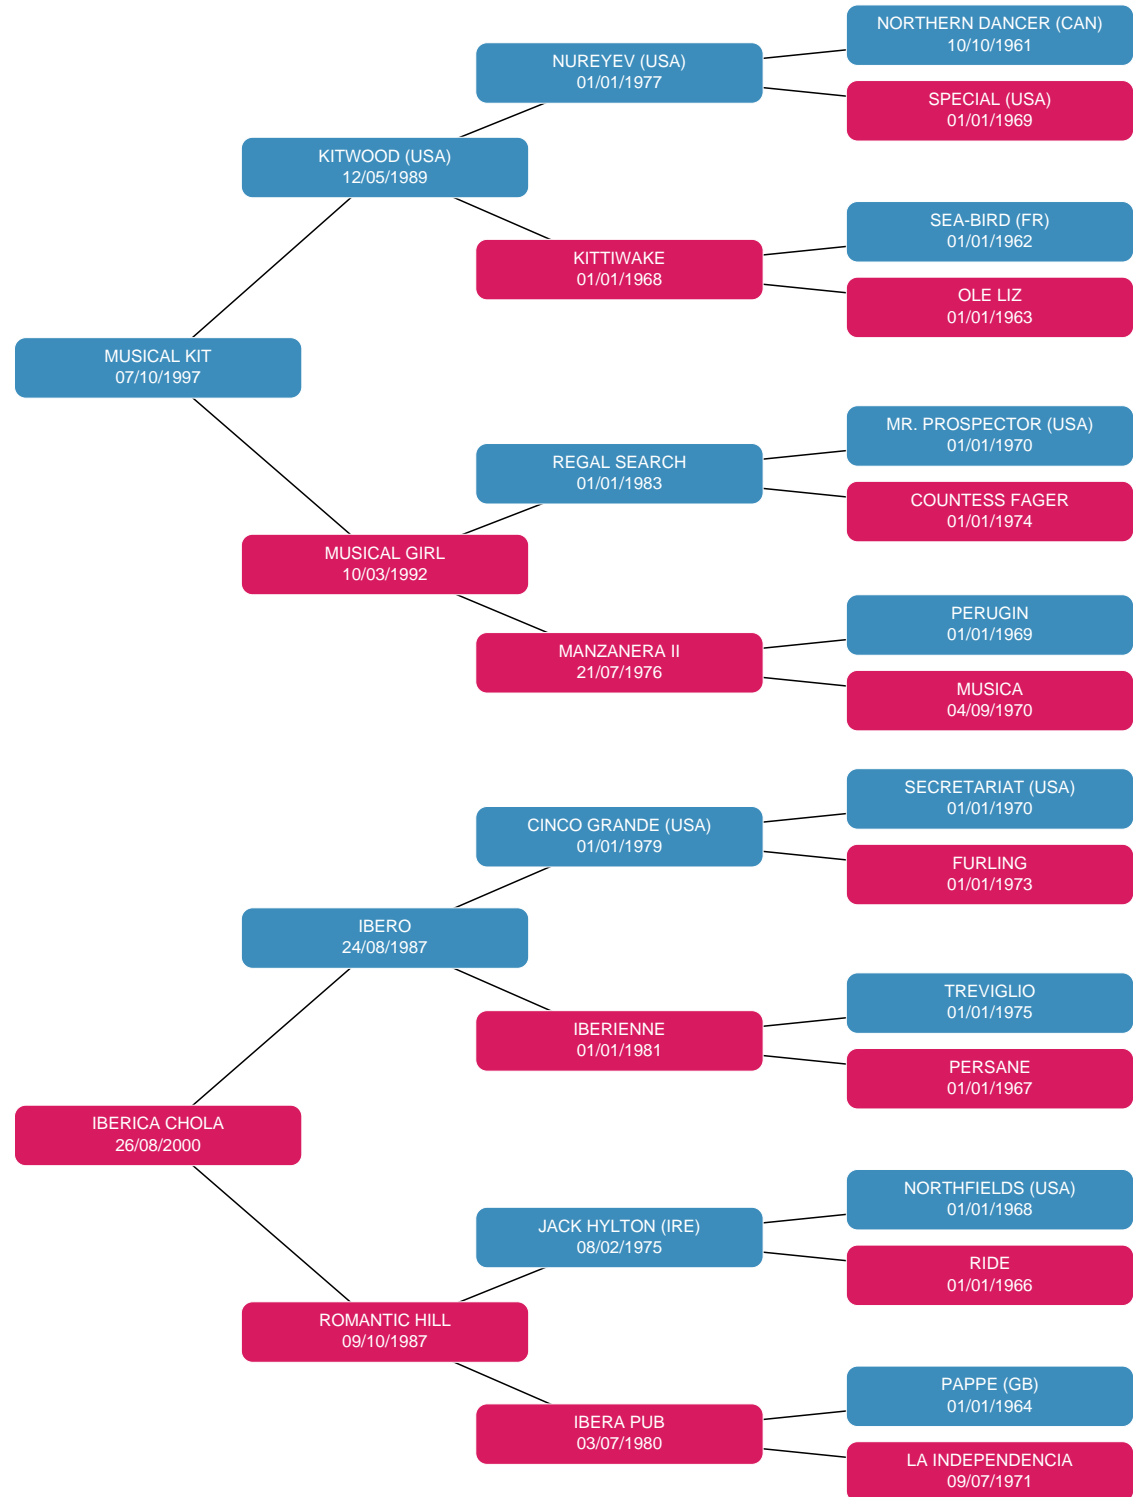 NORTHERN DANCER (CAN)
10/10/1961
NUREYEV (USA)
01/01/1977
SPECIAL (USA)
01/01/1969
KITWOOD (USA)
12/05/1989
SEA-BIRD (FR)
01/01/1962
KITTIWAKE
01/01/1968
OLE LIZ
01/01/1963
MUSICAL KIT
07/10/1997
MR. PROSPECTOR (USA)
01/01/1970
REGAL SEARCH
01/01/1983
COUNTESS FAGER
01/01/1974
MUSICAL GIRL
10/03/1992
PERUGIN
01/01/1969
MANZANERA II
21/07/1976
MUSICA
04/09/1970
SECRETARIAT (USA)
01/01/1970
CINCO GRANDE (USA)
01/01/1979
FURLING
01/01/1973
IBERO
24/08/1987
TREVIGLIO
01/01/1975
IBERIENNE
01/01/1981
PERSANE
01/01/1967
IBERICA CHOLA
26/08/2000
NORTHFIELDS (USA)
01/01/1968
JACK HYLTON (IRE)
08/02/1975
RIDE
01/01/1966
ROMANTIC HILL
09/10/1987
PAPPE (GB)
01/01/1964
IBERA PUB
03/07/1980
LA INDEPENDENCIA
09/07/1971